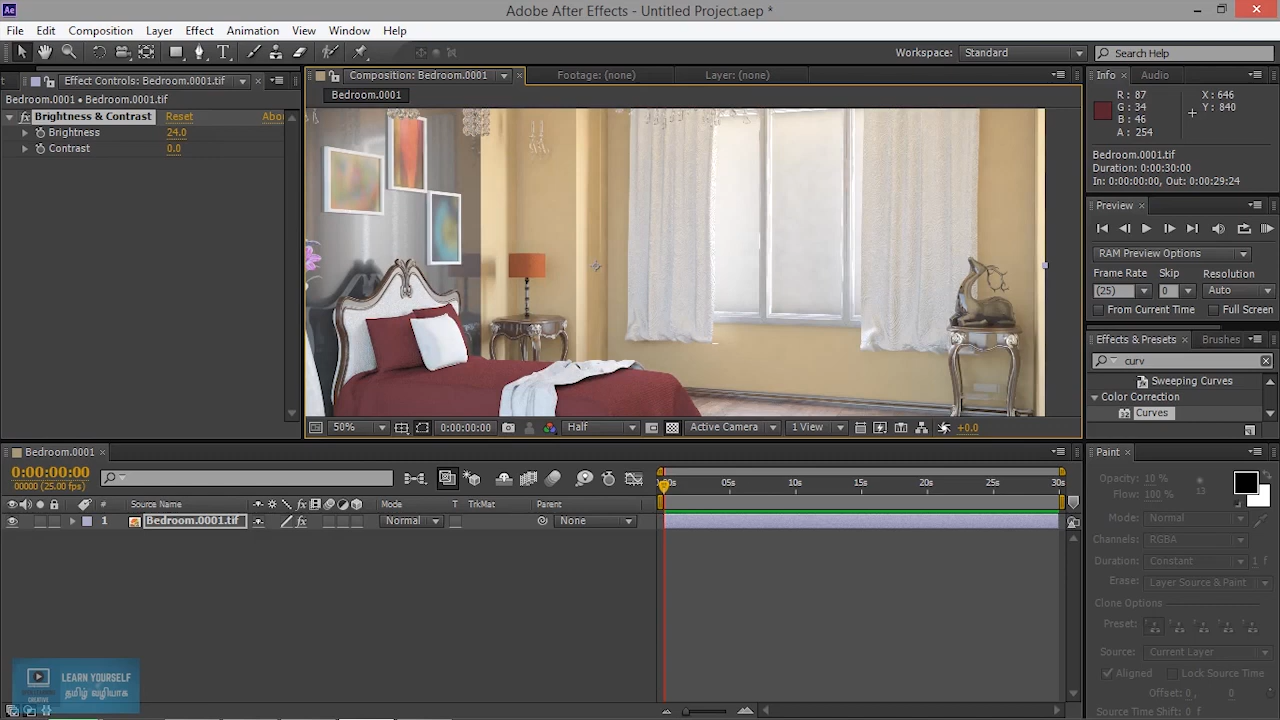 Adobe After Effects - Untitled Project.aep *
File Edit Composition Layer Effect Animation View Window Help
Workspace: Standard Search Help
Effect Controls: Bedroom.0001.tif
Composition: Bedroom.0001
Footage: (none)
Layer: (none)
Info
Audio
Bedroom.0001 • Bedroom.0001.tif
Bedroom.0001
Brightness & Contrast Reset Abou
Brightness 24.0
Contrast 0.0
R: 87
G: 34
B: 46
A: 254
X: 646
Y: 840
Bedroom.0001.tif
Duration: 0:00:30:00
In: 0:00:00:00, Out: 0:00:29:24
Preview
RAM Preview Options
Frame Rate Skip Resolution
(25) 0 Auto
From Current Time Full Screen
Effects & Presets Brushes
curv
Sweeping Curves
Color Correction
Curves
50% 0:00:00:00 Half Active Camera 1 View +0.0
Bedroom.0001
0:00:00:00
00000 (25.00 fps)
Source Name Mode T TrkMat Parent
1 Bedroom.0001.tif Normal None
05s 10s 15s 20s 25s 30s
Paint
Opacity: 10 %
Flow: 100 %
13
Mode: Normal
Channels: RGBA
Duration: Constant 1 f
Erase: Layer Source & Paint
Clone Options
Preset:
Source: Current Layer
Aligned Lock Source Time
Offset: 0 , 0
Source Time Shift: 0 f
LEARN YOURSELF
தமிழ் வழியாக
CREATIVE